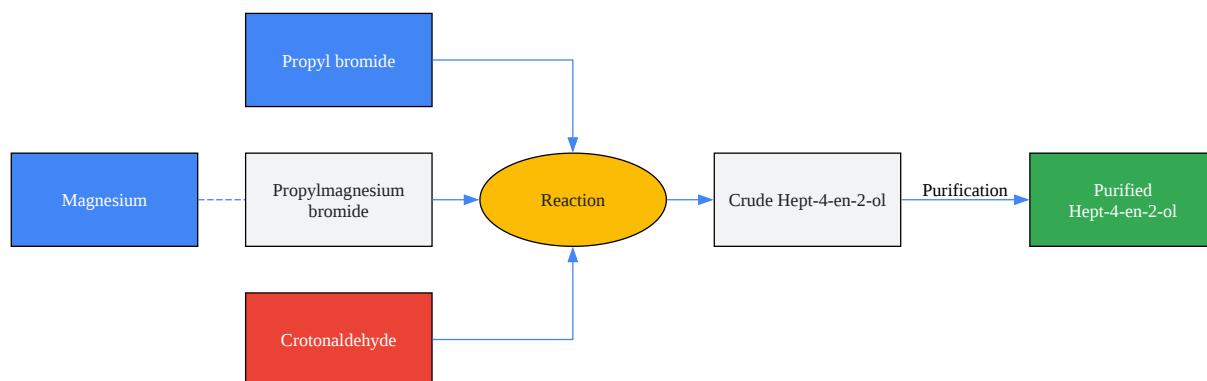 Propyl bromide
Magnesium
Propylmagnesium
bromide
Reaction
Crude Hept-4-en-2-ol
Purification
Purified
Hept-4-en-2-ol
Crotonaldehyde